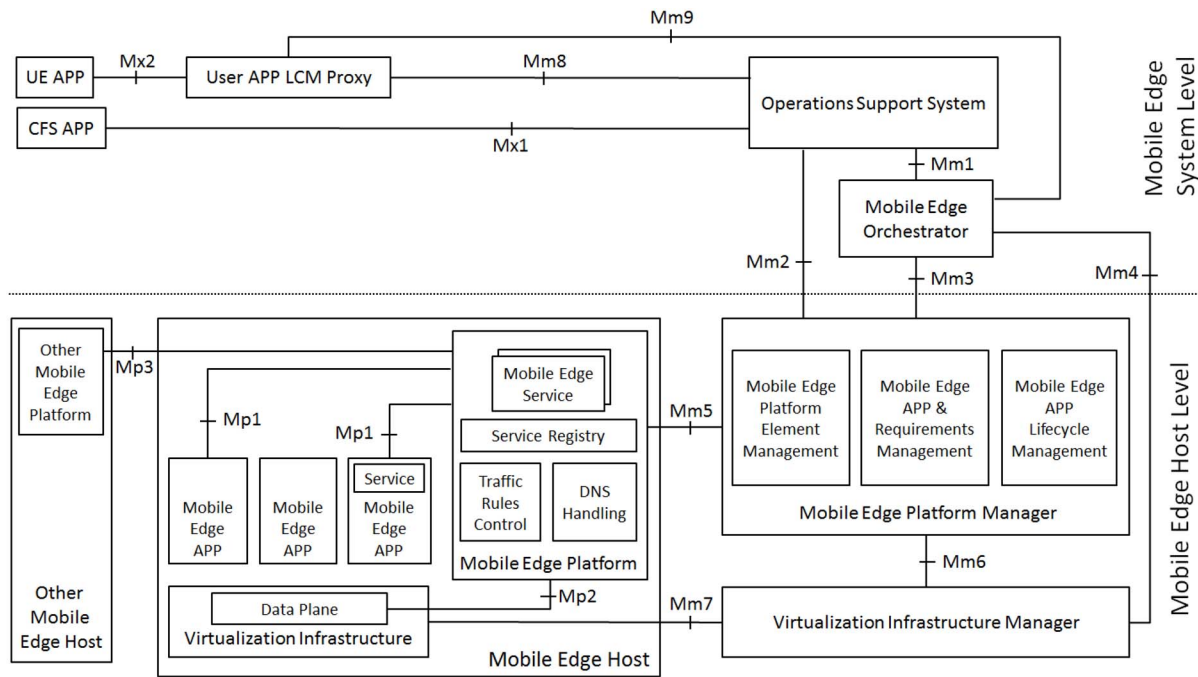 Mm9
UE APP
Mx2
User APP LCM Proxy
Mm8
Operations Support System
CFS APP
Mx1
Mm1
Mobile Edge
Orchestrator
Mobile Edge
System Level
Mm2
Mm3
Mm4
Other
Mobile
Edge
Platform
Mp3
Other
Mobile
Edge Host
Mp1
Mp1
Mobile Edge
Service
Service Registry
Traffic
Rules
Control
DNS
Handling
Mobile Edge Platform
Mobile
Edge
APP
Mobile
Edge
APP
Service
Mobile
Edge
APP
Mp2
Data Plane
Virtualization Infrastructure
Mobile Edge Host
Mm5
Mobile Edge
Platform
Element
Management
Mobile Edge
APP &
Requirements
Management
Mobile Edge
APP
Lifecycle
Management
Mobile Edge Platform Manager
Mm6
Mm7
Virtualization Infrastructure Manager
Mobile Edge Host Level